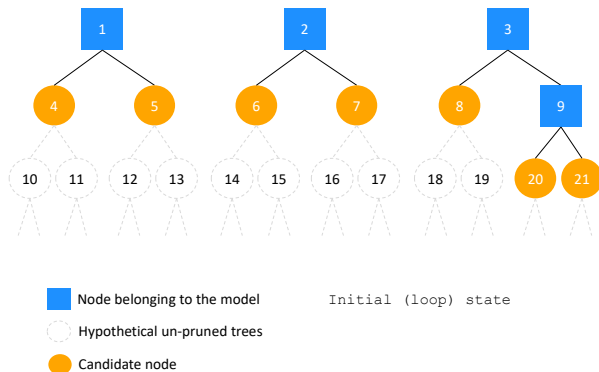 1 2 3
4 5 6 7 8 9
10 11 12 13 14 15 16 17 18 19 20 21
Node belonging to the model Initial (loop) state
Hypothetical un-pruned trees
Candidate node